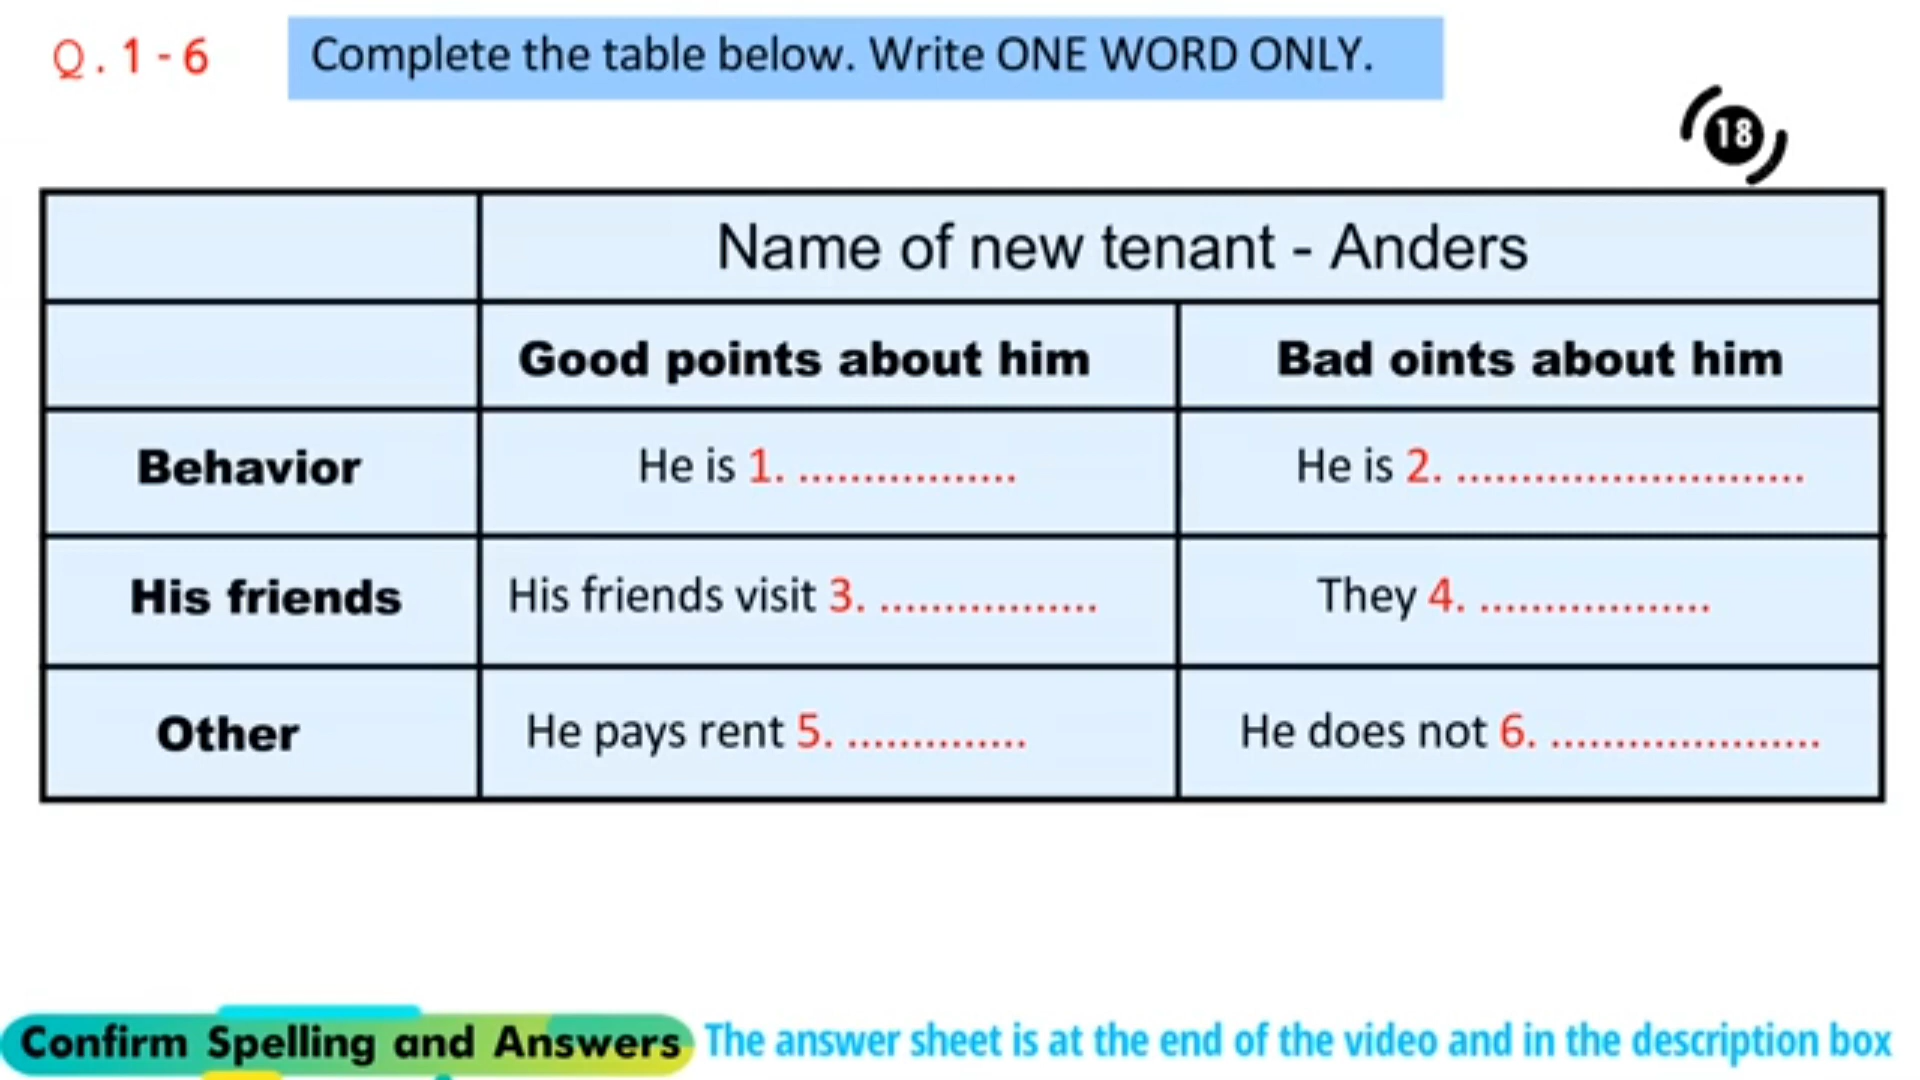 Q. 1 - 6
Complete the table below. Write ONE WORD ONLY.
18
Name of new tenant - Anders
Good points about him
Bad oints about him
Behavior
He is 1. .................
He is 2. ...........................
His friends
His friends visit 3. .................
They 4. ..................
Other
He pays rent 5. ..............
He does not 6. .....................
Confirm Spelling and Answers
The answer sheet is at the end of the video and in the description box